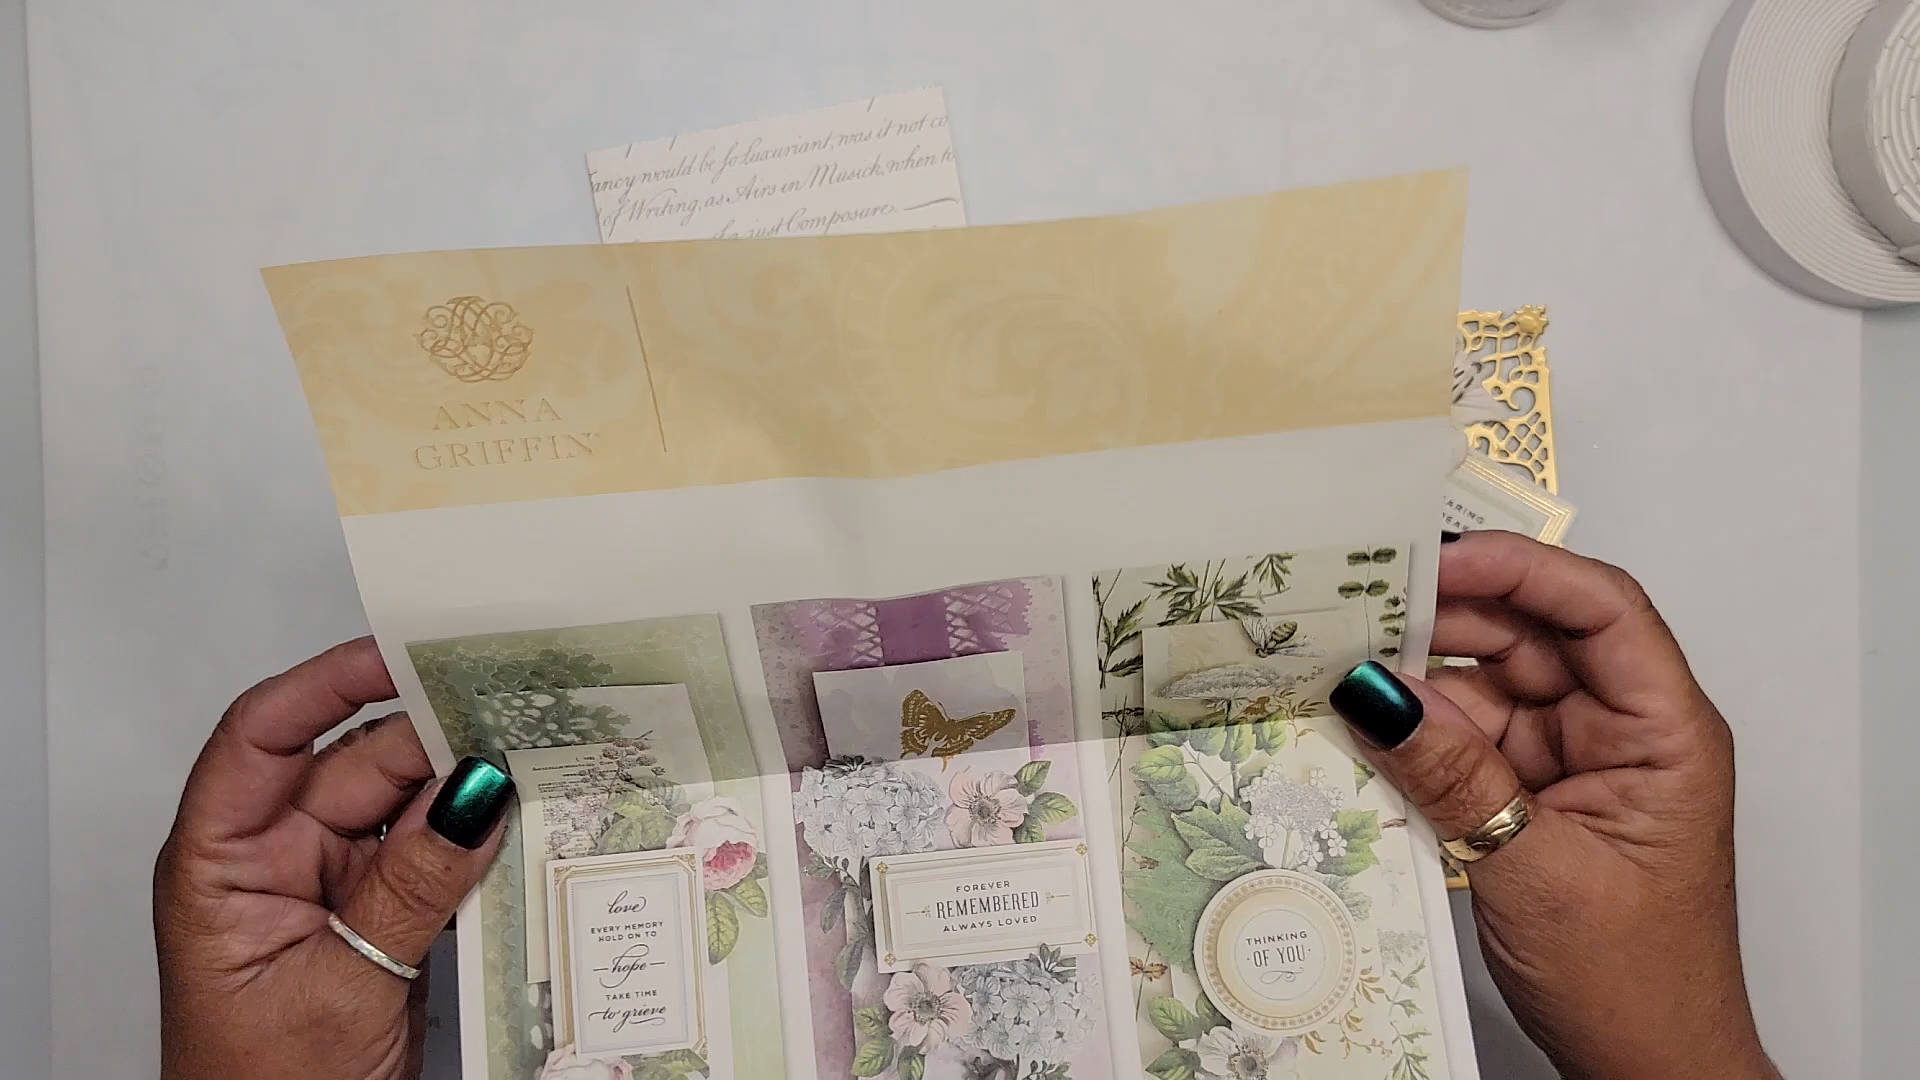 ancy would be so Luxuriant, was it not co
of Writing, as Airs in Musick, when to
just Composure.
ANNA
GRIFFIN
ARING
love
EVERY MEMORY
HOLD ON TO
hope
TAKE TIME
to grieve
FOREVER
REMEMBERED
ALWAYS LOVED
THINKING
OF YOU